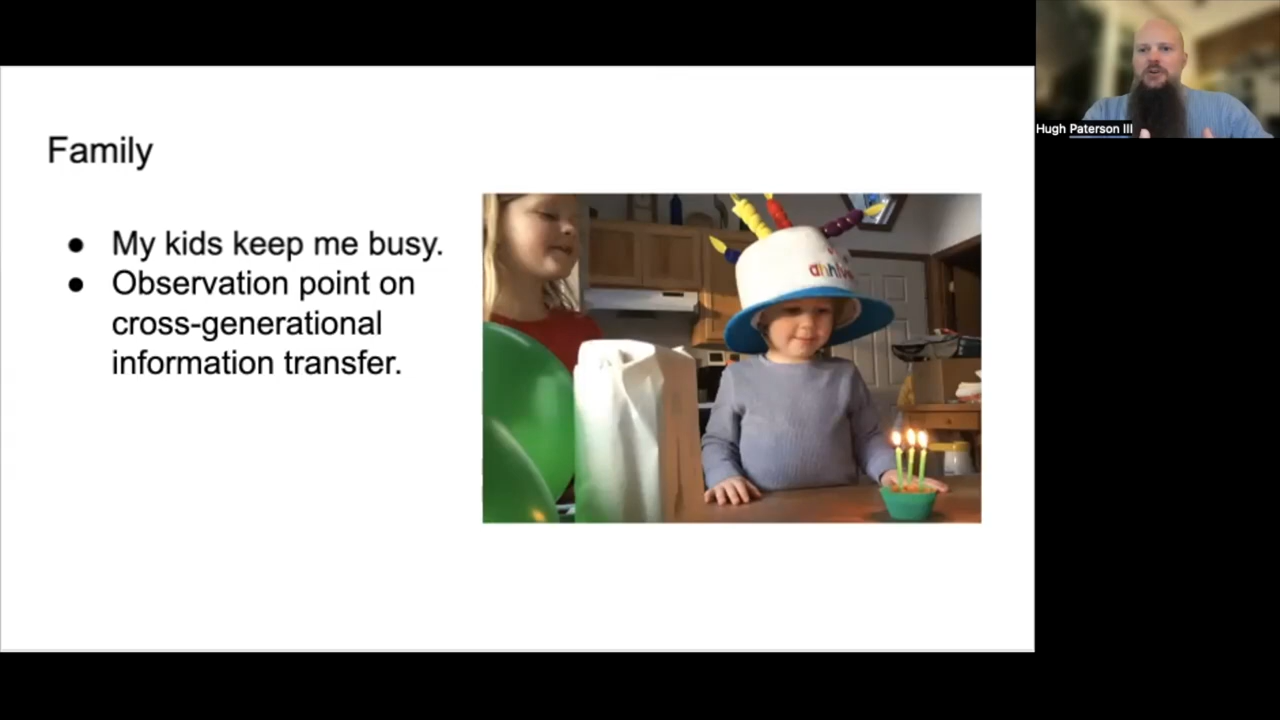 Family
● My kids keep me busy.
● Observation point on
cross-generational
information transfer.
Hugh Paterson III